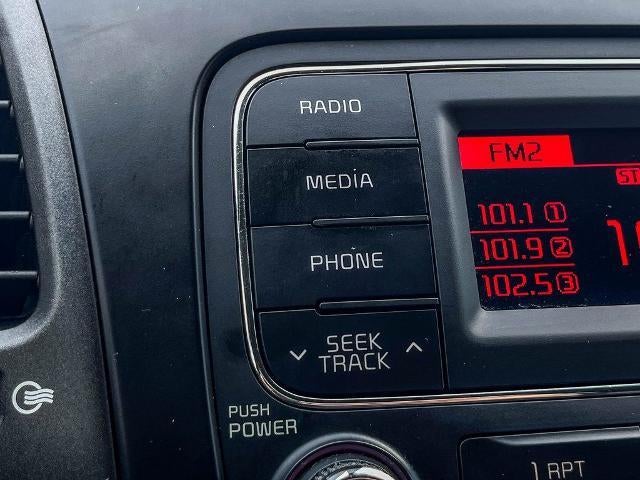 RADIO
MEDIA
PHONE
SEEK
TRACK
PUSH
POWER
FM2
101.1 1
101.9 2
102.5 3
1 RPT